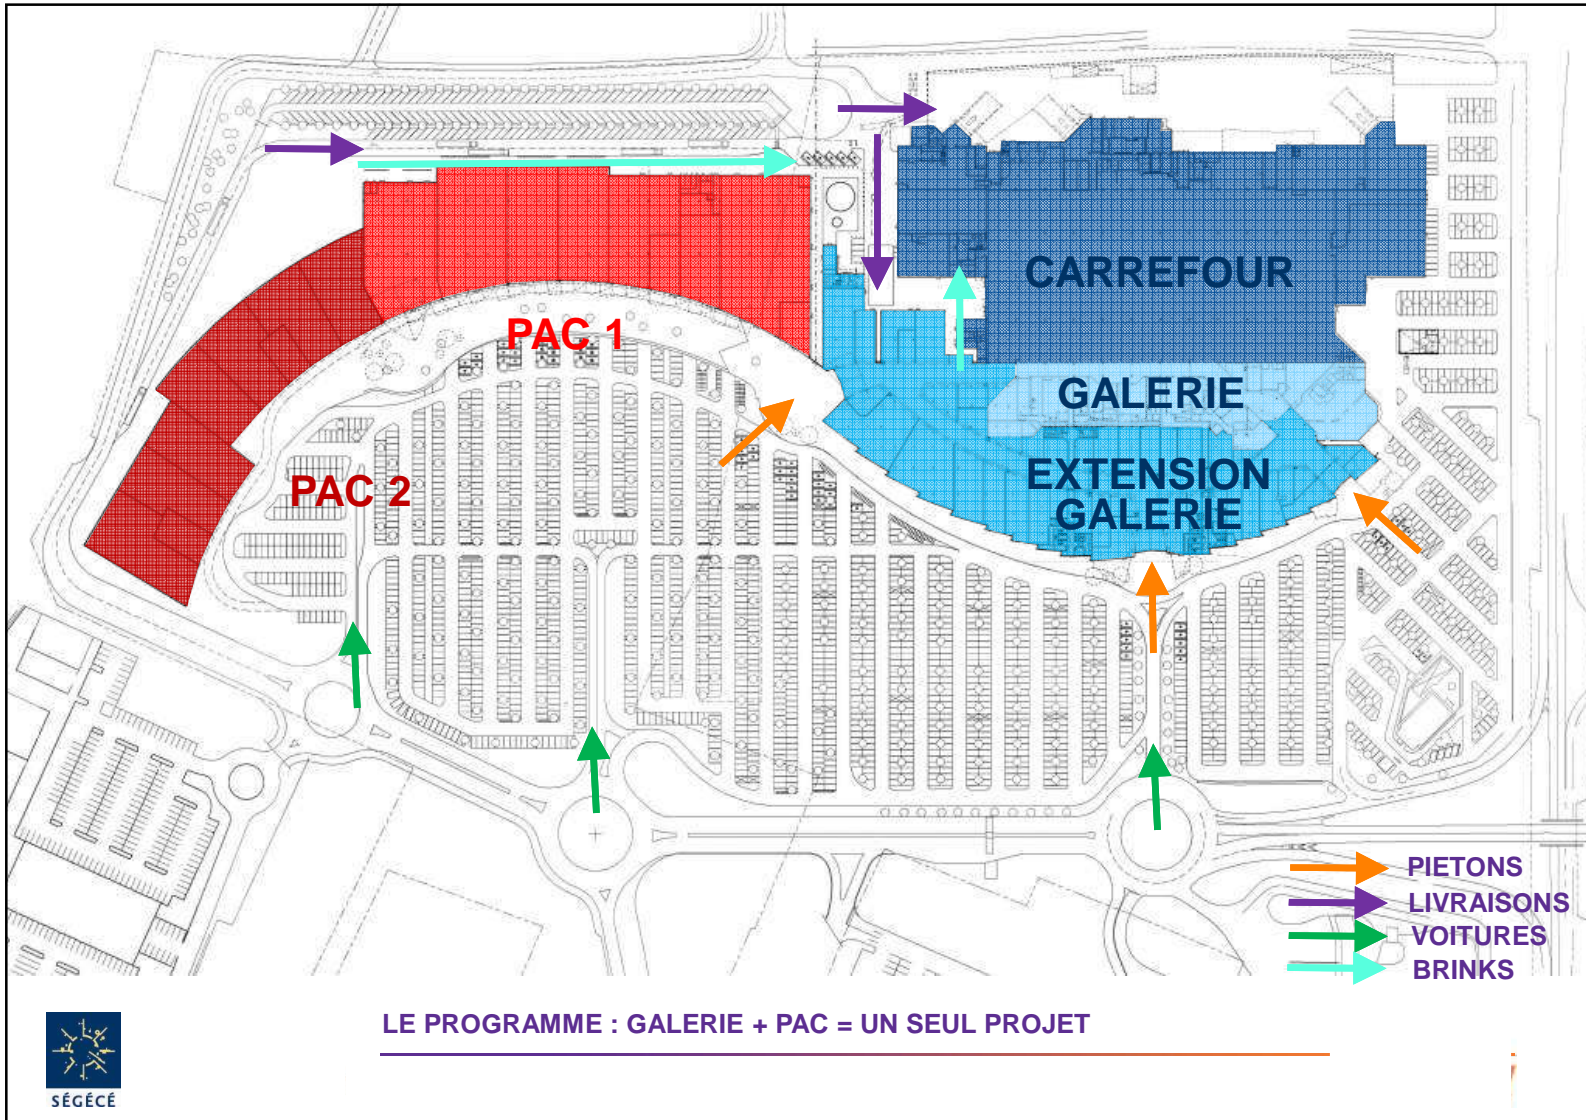 CARREFOUR
PAC 1
GALERIE
EXTENSION
GALERIE
PAC 2
PIETONS
LIVRAISONS
VOITURES
BRINKS
LE PROGRAMME : GALERIE + PAC = UN SEUL PROJET
SÉGÉCÉ